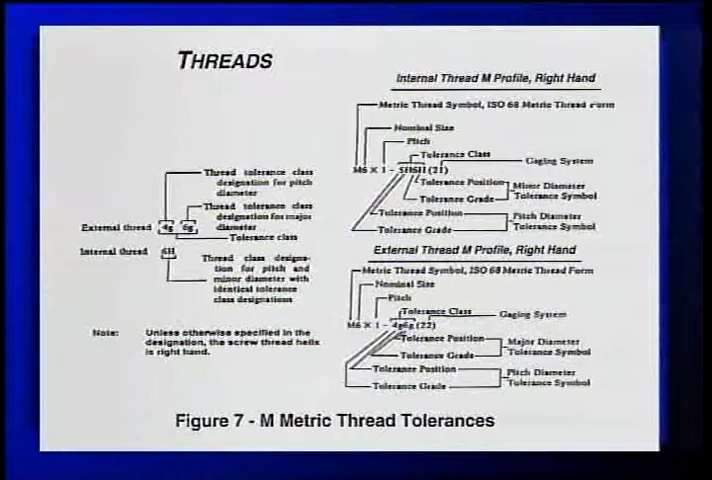 THREADS
Thread tolerance class
designation for pitch
diameter
Thread tolerance class
designation for major
diameter
External thread 4g 6g
Tolerance class
Internal thread 6H
Thread class designa-
tion for pitch and
minor diameter with
identical tolerance
class designations
Note: Unless otherwise specified in the
designation, the screw thread helix
is right hand.
Internal Thread M Profile, Right Hand
Metric Thread Symbol, ISO 68 Metric Thread Form
Nominal Size
Pitch
Tolerance Class
Gaging System
M6 X 1 - 5H6H (21)
Tolerance Position
Minor Diameter
Tolerance Grade
Tolerance Symbol
Tolerance Position
Pitch Diameter
Tolerance Grade
Tolerance Symbol
External Thread M Profile, Right Hand
Metric Thread Symbol, ISO 68 Metric Thread Form
Nominal Size
Pitch
Tolerance Class
Gaging System
M6 X 1 - 4g6g (22)
Tolerance Position
Major Diameter
Tolerance Grade
Tolerance Symbol
Tolerance Position
Pitch Diameter
Tolerance Grade
Tolerance Symbol
Figure 7 - M Metric Thread Tolerances